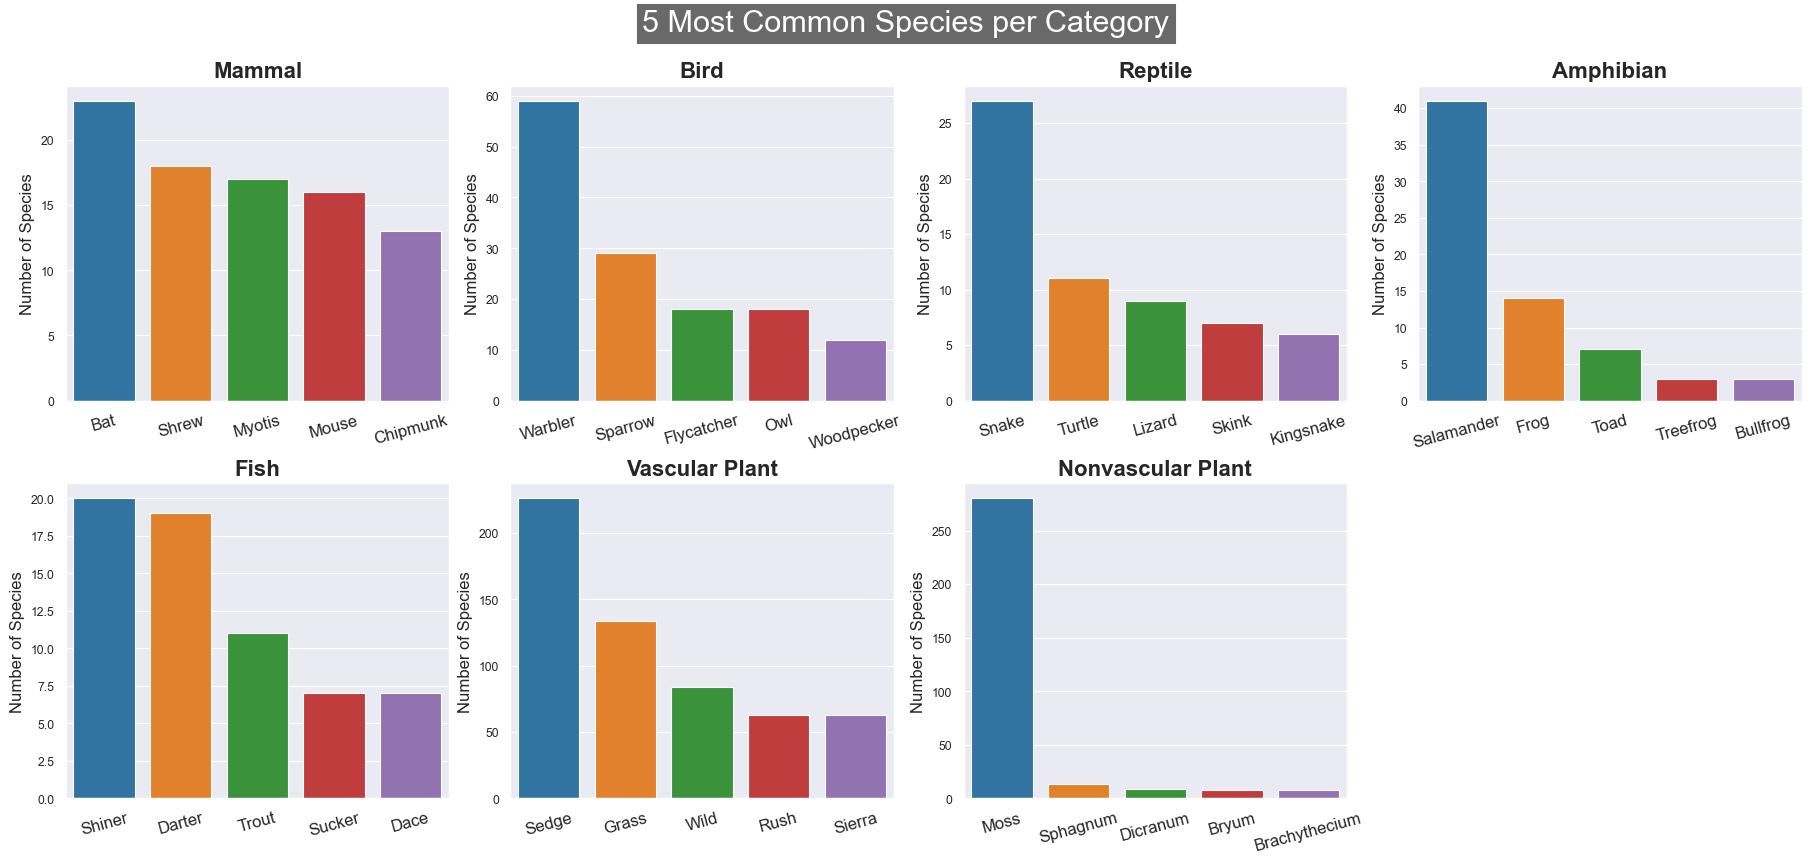 5 Most Common Species per Category
Mammal
Number of Species
20
15
10
5
0
Bat Shrew Myotis Mouse Chipmunk
Bird
Number of Species
60
50
40
30
20
10
0
Warbler Sparrow Flycatcher Owl Woodpecker
Reptile
Number of Species
25
20
15
10
5
0
Snake Turtle Lizard Skink Kingsnake
Amphibian
Number of Species
40
35
30
25
20
15
10
5
0
Salamander Frog Toad Treefrog Bullfrog
Fish
Number of Species
20.0
17.5
15.0
12.5
10.0
7.5
5.0
2.5
0.0
Shiner Darter Trout Sucker Dace
Vascular Plant
Number of Species
200
150
100
50
0
Sedge Grass Wild Rush Sierra
Nonvascular Plant
Number of Species
250
200
150
100
50
0
Moss Sphagnum Dicranum Bryum Brachythecium